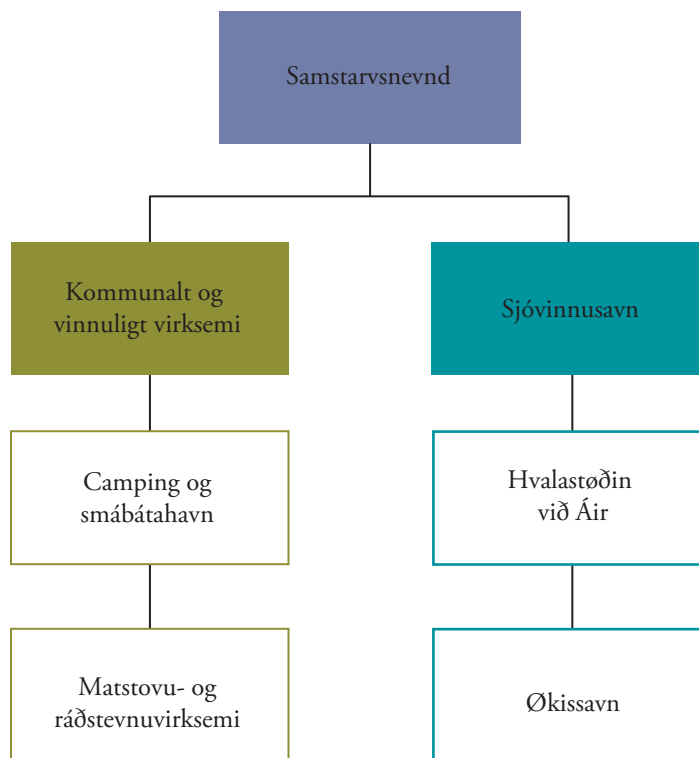 Samstarvsnevnd
Kommunalt og
vinnuligt virksemi
Sjóvinnusavn
Camping og
smábátahavn
Hvalastøðin
við Áir
Matstovu- og
ráðstevnuvirksemi
Økissavn